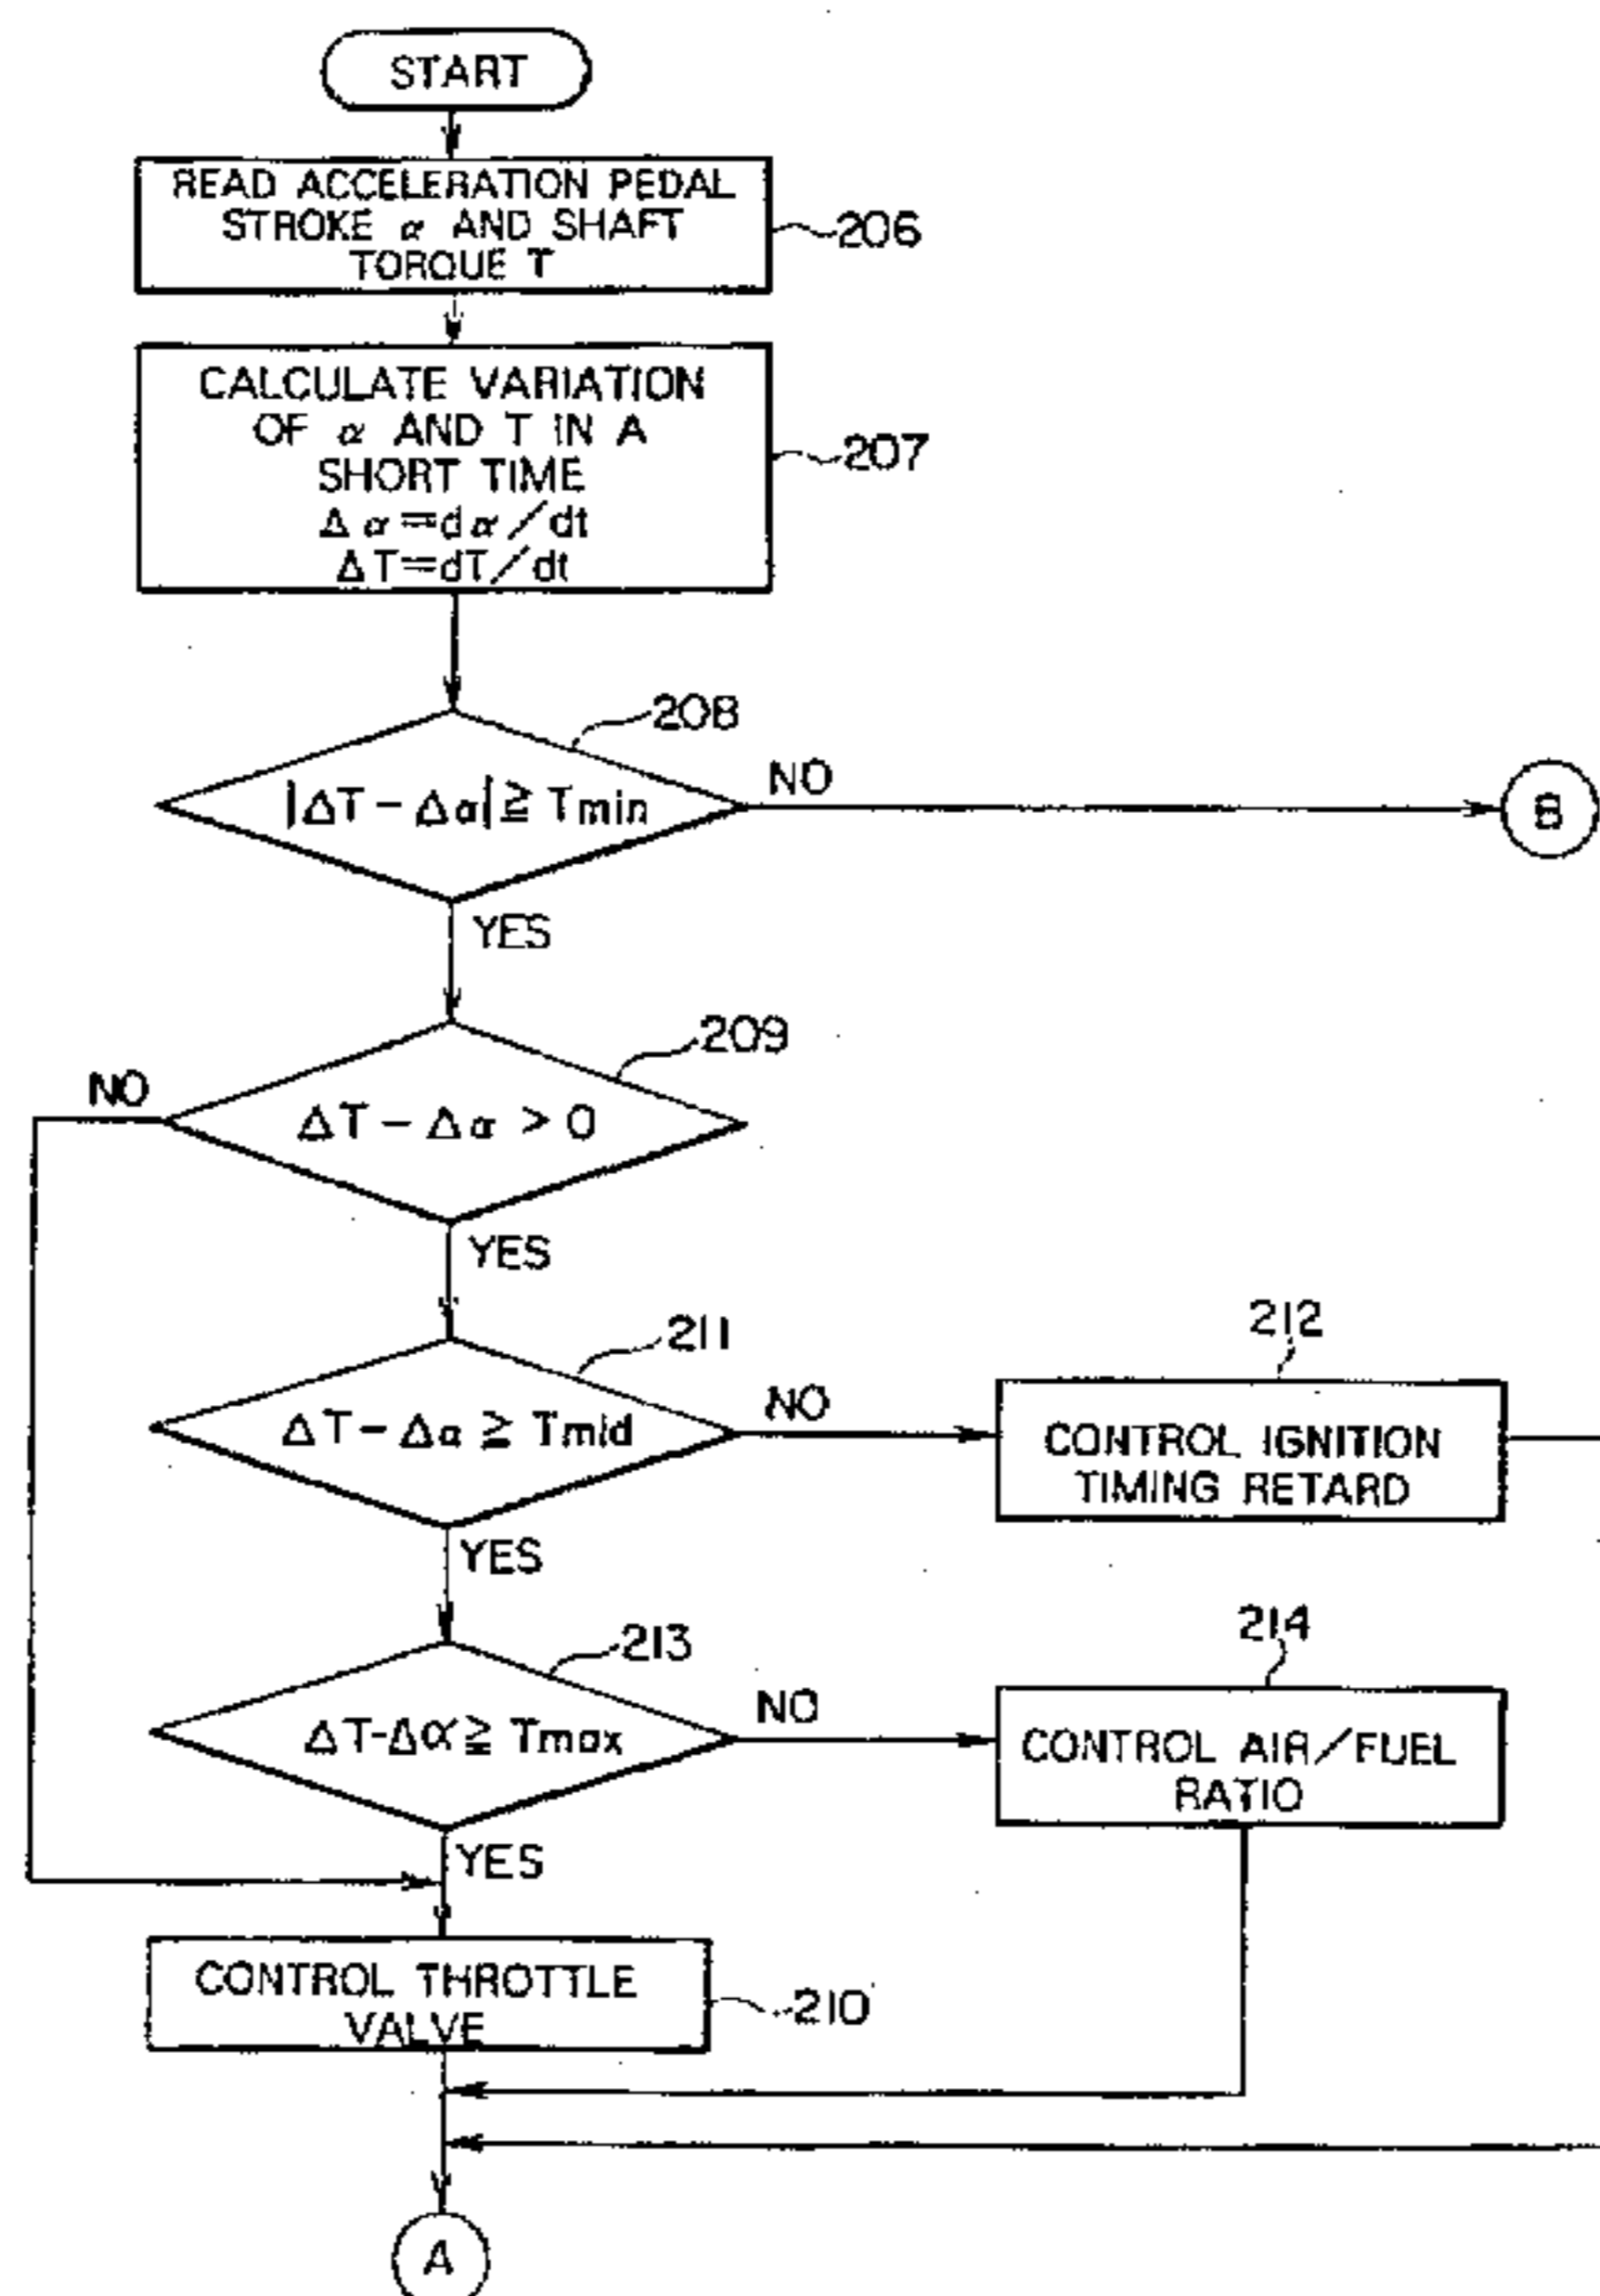 START
READ ACCELERATION PEDAL
STROKE α AND SHAFT
TORQUE T
206
CALCULATE VARIATION
OF α AND T IN A
SHORT TIME
Δα=dα/dt
ΔT=dT/dt
207
208
|ΔT-Δα|≧Tmin
NO
B
YES
209
NO
ΔT-Δα>0
YES
211
ΔT-Δα≧Tmid
NO
212
CONTROL IGNITION
TIMING RETARD
YES
213
ΔT-Δα≧Tmax
NO
214
CONTROL AIR/FUEL
RATIO
YES
CONTROL THROTTLE
VALVE
210
A